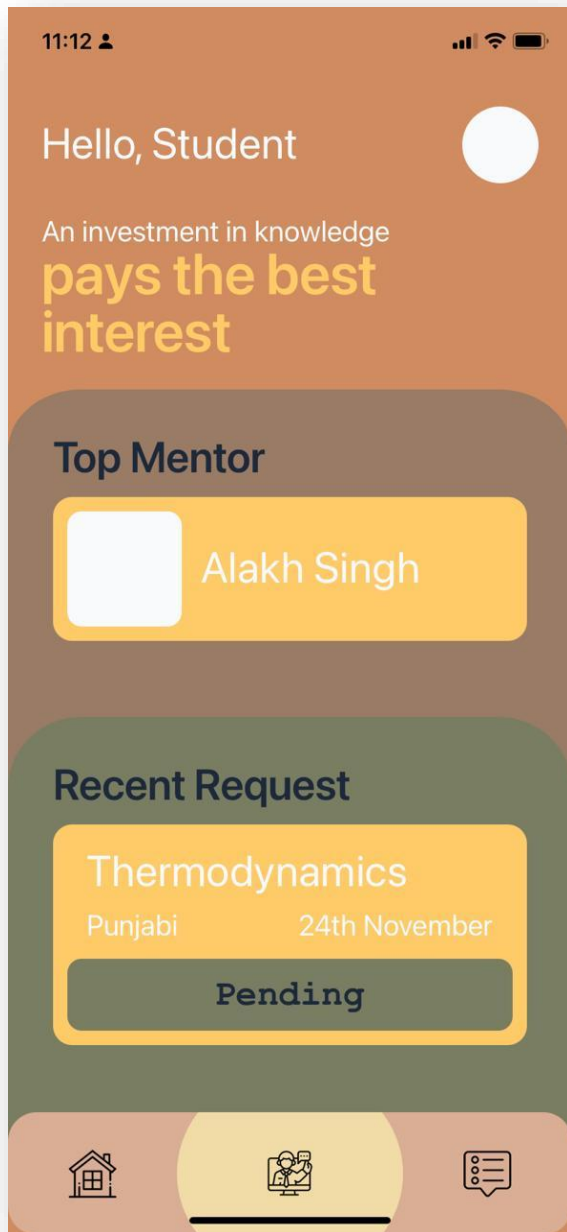 11:12
Hello, Student
An investment in knowledge
pays the best
interest
Top Mentor
Alakh Singh
Recent Request
Thermodynamics
Punjabi 24th November
Pending